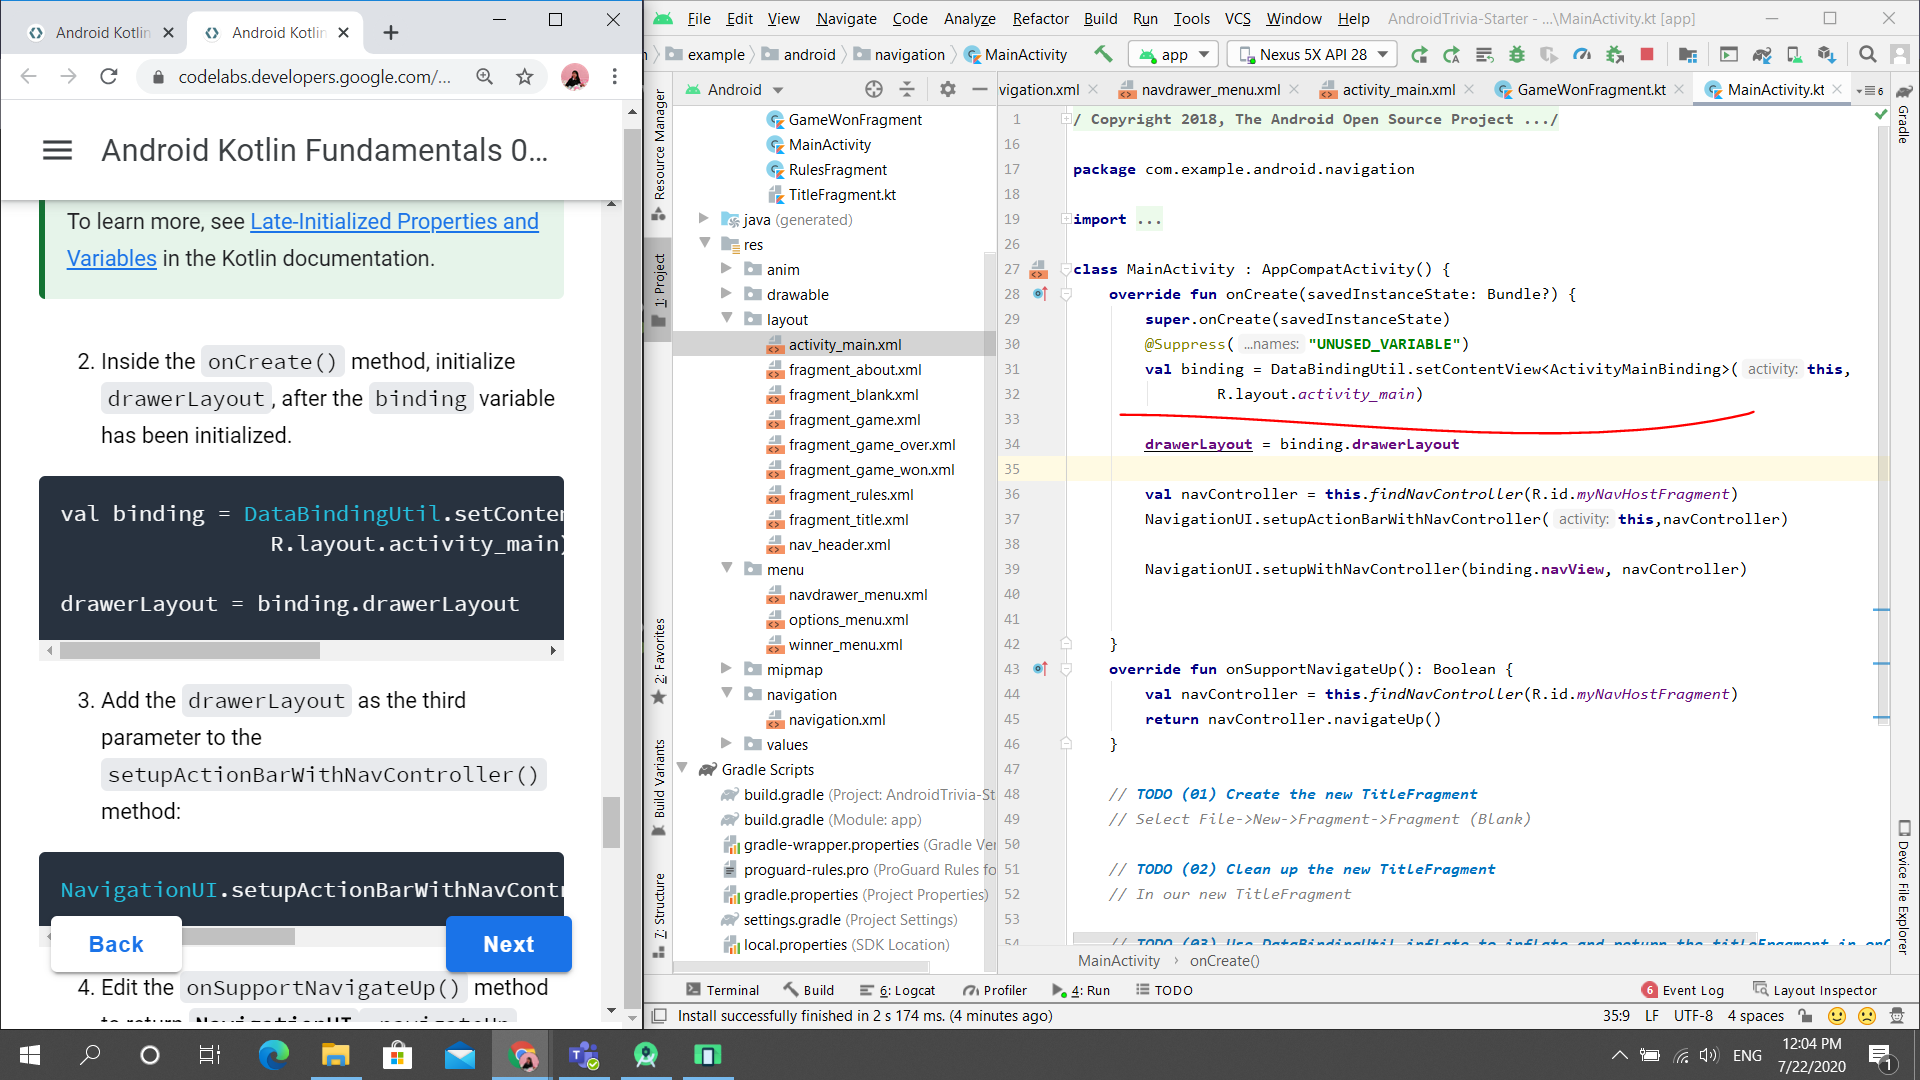 Android Kotlin
Android Kotlin
codelabs.developers.google.com/...
Android Kotlin Fundamentals 0...
To learn more, see Late-Initialized Properties and
Variables in the Kotlin documentation.
2. Inside the onCreate() method, initialize
drawerLayout, after the binding variable
has been initialized.
val binding = DataBindingUtil.setConten
R.layout.activity_main)
drawerLayout = binding.drawerLayout
3. Add the drawerLayout as the third
parameter to the
setupActionBarWithNavController()
method:
NavigationUI.setupActionBarWithNavContr
Back
Next
4. Edit the onSupportNavigateUp() method
to return NavigationUI.navigateUp
File Edit View Navigate Code Analyze Refactor Build Run Tools VCS Window Help AndroidTrivia-Starter - ...\MainActivity.kt [app]
example android navigation MainActivity app Nexus 5X API 28
Android
vigation.xml navdrawer_menu.xml activity_main.xml GameWonFragment.kt MainActivity.kt 6
Resource Manager
1: Project
2: Favorites
Build Variants
7: Structure
GameWonFragment
MainActivity
RulesFragment
TitleFragment.kt
java (generated)
res
anim
drawable
layout
activity_main.xml
fragment_about.xml
fragment_blank.xml
fragment_game.xml
fragment_game_over.xml
fragment_game_won.xml
fragment_rules.xml
fragment_title.xml
nav_header.xml
menu
navdrawer_menu.xml
options_menu.xml
winner_menu.xml
mipmap
navigation
navigation.xml
values
Gradle Scripts
build.gradle (Project: AndroidTrivia-St
build.gradle (Module: app)
gradle-wrapper.properties (Gradle Ver
proguard-rules.pro (ProGuard Rules fo
gradle.properties (Project Properties)
settings.gradle (Project Settings)
local.properties (SDK Location)
1 / Copyright 2018, The Android Open Source Project .../
16
17 package com.example.android.navigation
18
19 import ...
26
27 class MainActivity : AppCompatActivity() {
28 override fun onCreate(savedInstanceState: Bundle?) {
29 super.onCreate(savedInstanceState)
30 @Suppress( ...names: "UNUSED_VARIABLE")
31 val binding = DataBindingUtil.setContentView<ActivityMainBinding>( activity: this,
32 R.layout.activity_main)
33
34 drawerLayout = binding.drawerLayout
35
36 val navController = this.findNavController(R.id.myNavHostFragment)
37 NavigationUI.setupActionBarWithNavController( activity: this,navController)
38
39 NavigationUI.setupWithNavController(binding.navView, navController)
40
41
42 }
43 override fun onSupportNavigateUp(): Boolean {
44 val navController = this.findNavController(R.id.myNavHostFragment)
45 return navController.navigateUp()
46 }
47
48 // TODO (01) Create the new TitleFragment
49 // Select File->New->Fragment->Fragment (Blank)
50
51 // TODO (02) Clean up the new TitleFragment
52 // In our new TitleFragment
53
54 // TODO (03) Use DataBindingUtil.inflate to inflate and return the titleFragment in onC
MainActivity › onCreate()
Gradle
Device File Explorer
Terminal Build 6: Logcat Profiler 4: Run TODO 6 Event Log Layout Inspector
Install successfully finished in 2 s 174 ms. (4 minutes ago) 35:9 LF UTF-8 4 spaces
ENG
12:04 PM
7/22/2020
1